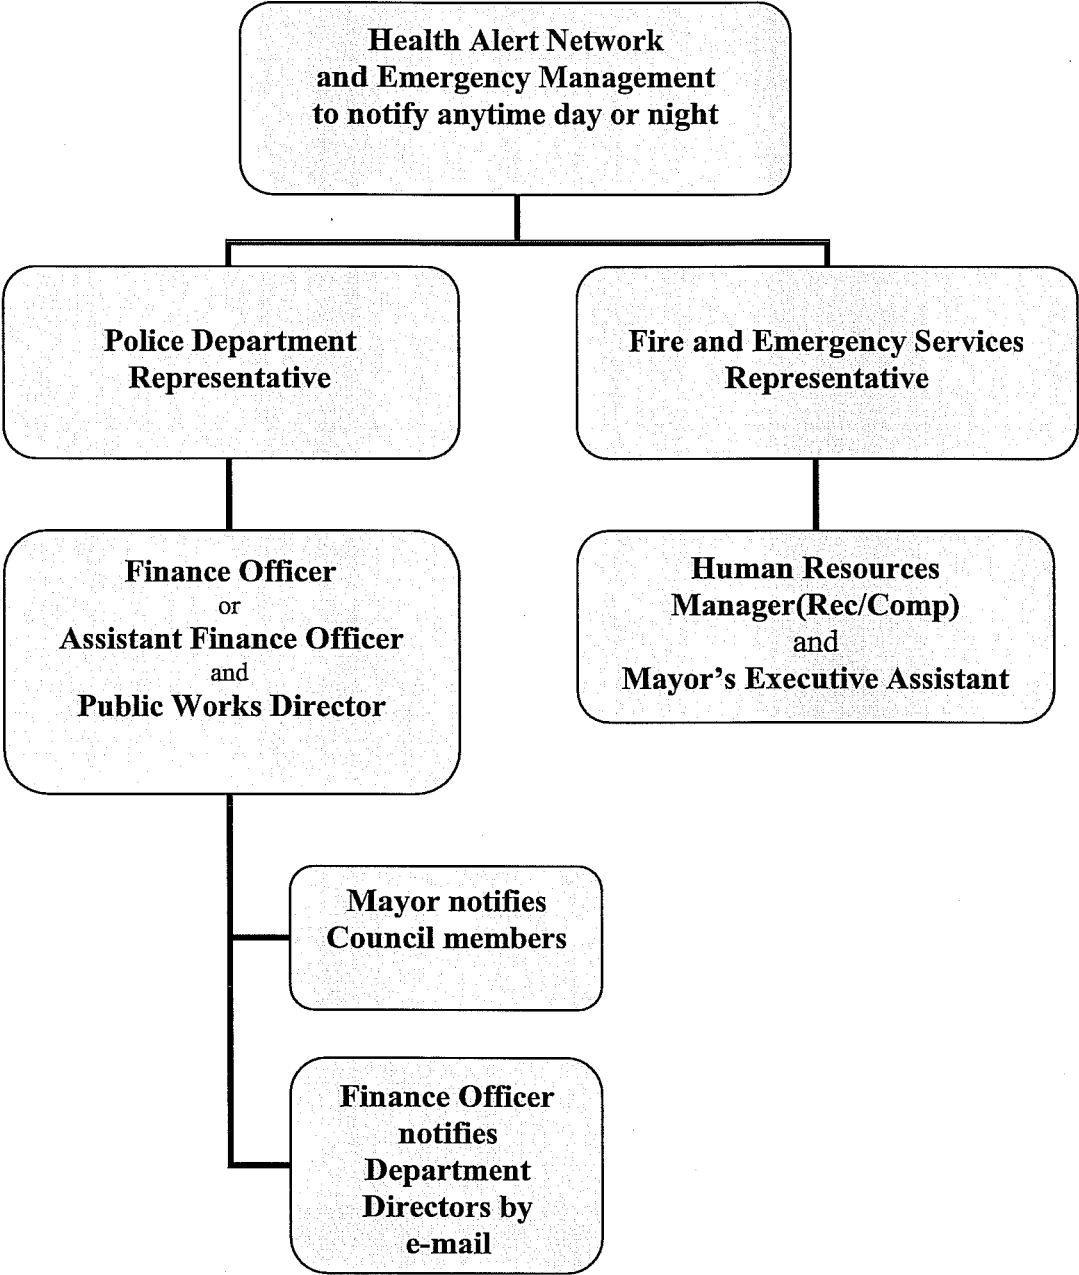 Health Alert Network
and Emergency Management
to notify anytime day or night
Police Department
Representative
Fire and Emergency Services
Representative
Finance Officer
or
Assistant Finance Officer
and
Public Works Director
Human Resources
Manager(Rec/Comp)
and
Mayor's Executive Assistant
Mayor notifies
Council members
Finance Officer
notifies
Department
Directors by
e-mail